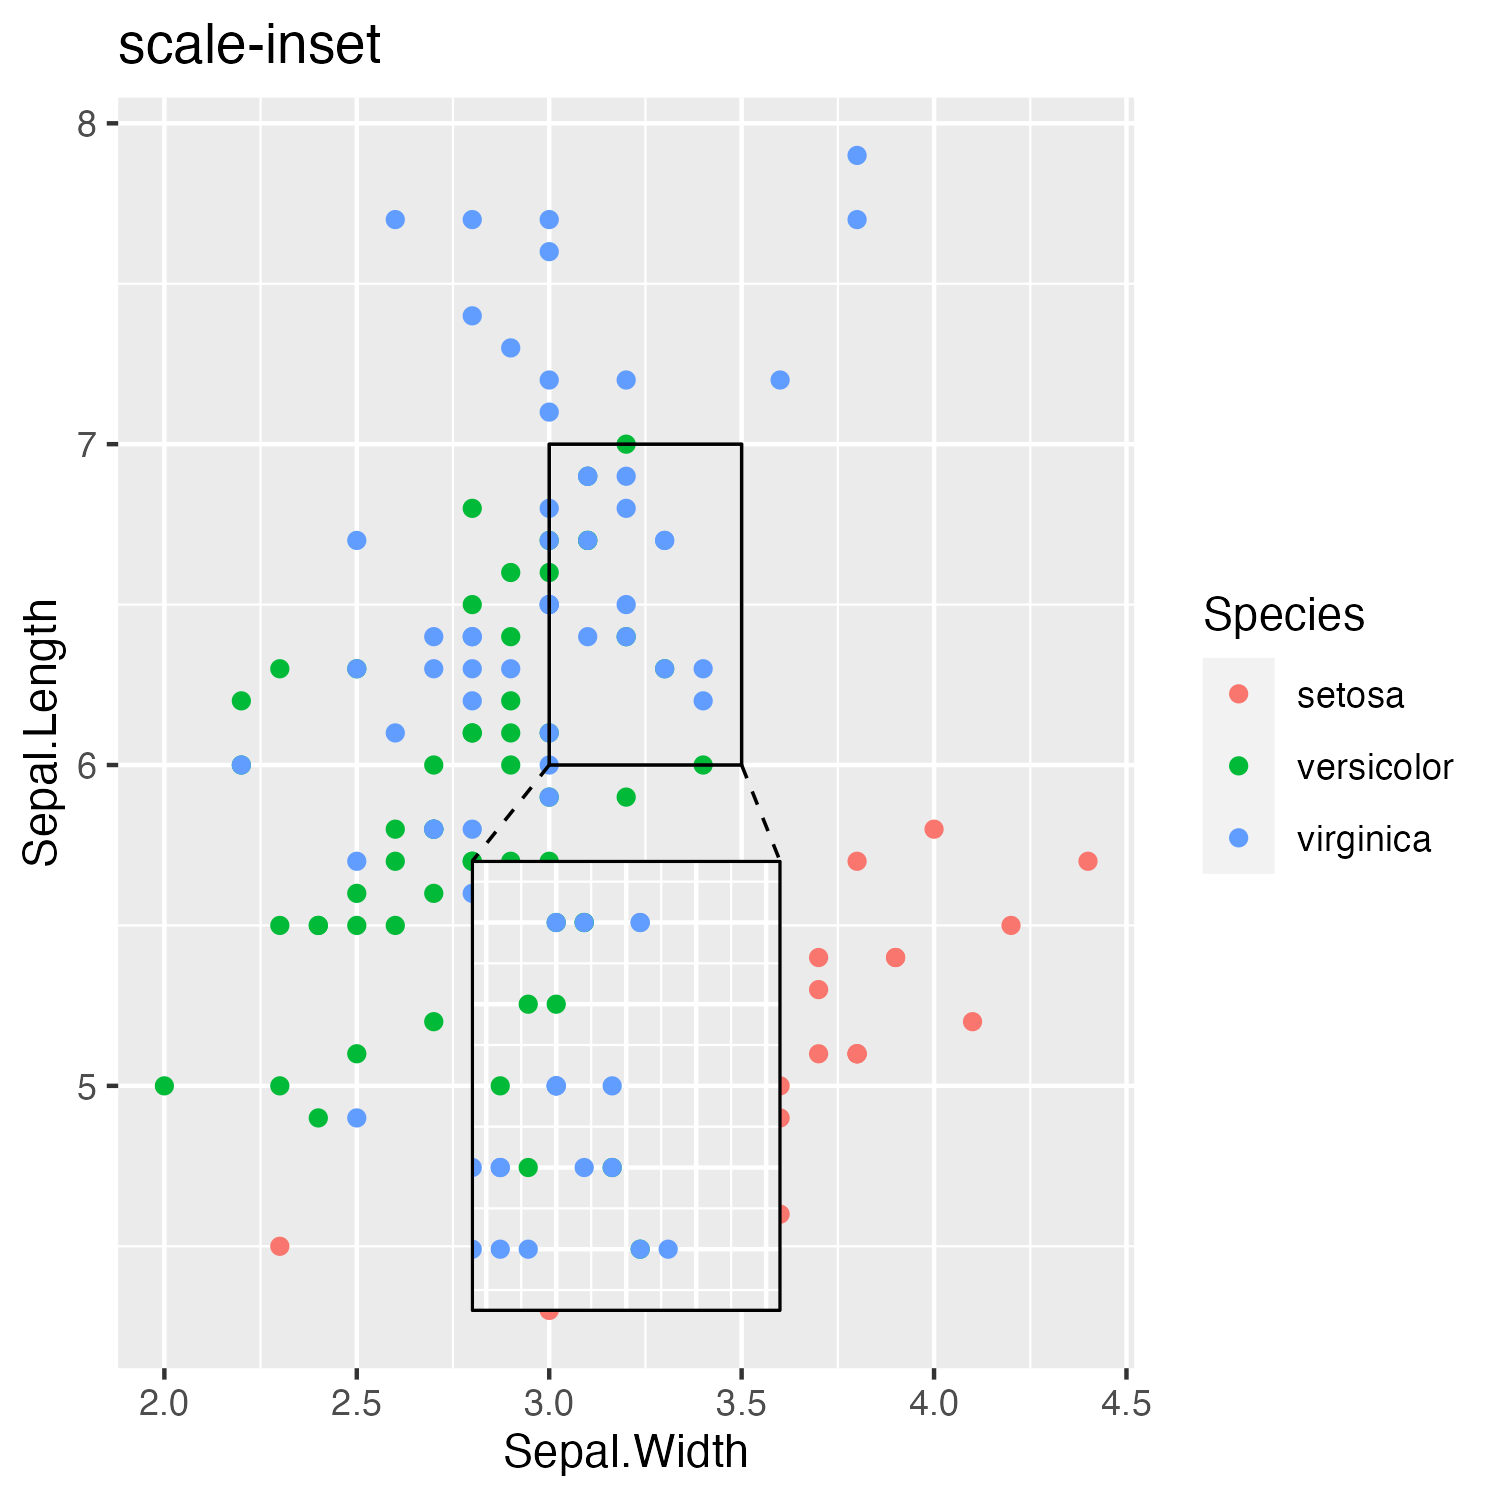 scale-inset
8
7
6
5
Sepal.Length
2.0 2.5 3.0 3.5 4.0 4.5
Sepal.Width
Species
setosa
versicolor
virginica